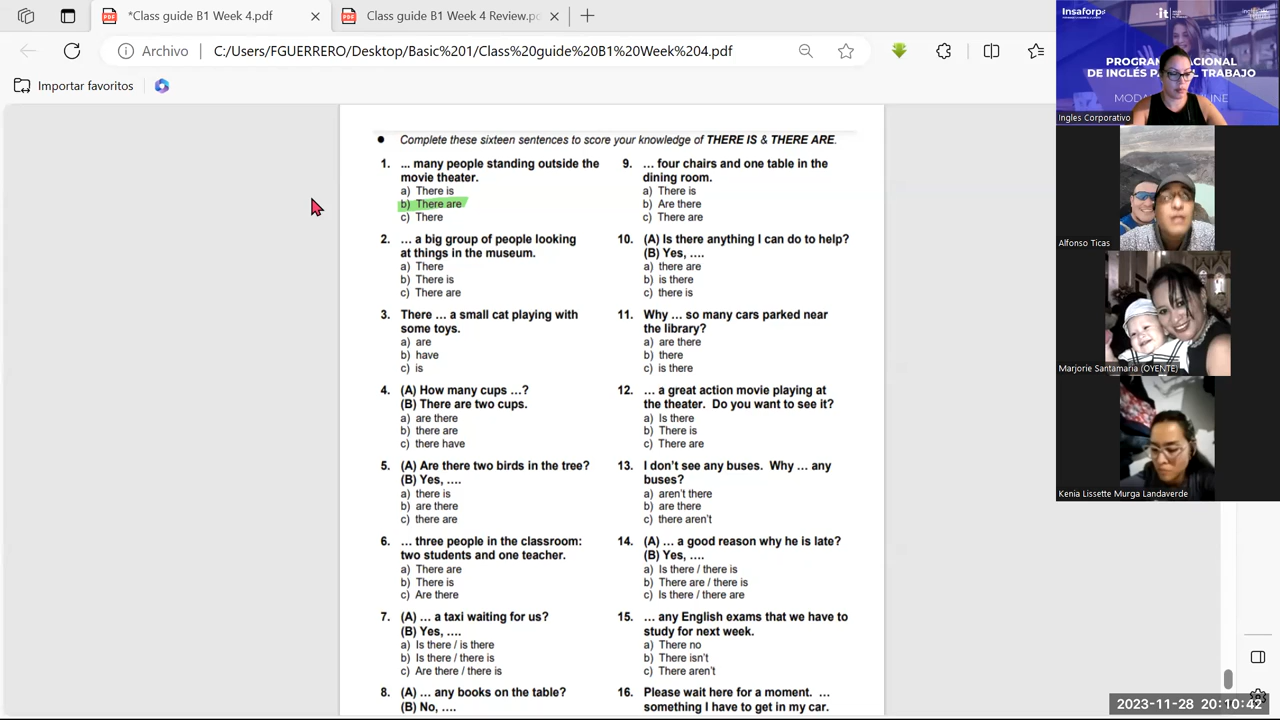 *Class guide B1 Week 4.pdf
class guide B1 Week 4 Review.pdf
Archivo
C:/Users/FGUERRERO/Desktop/Basic%201/Class%20guide%20B1%20Week%204.pdf
Importar favoritos
Complete these sixteen sentences to score your knowledge of THERE IS & THERE ARE.
1. ... many people standing outside the
movie theater.
a) There is
b) There are
c) There
2. ... a big group of people looking
at things in the museum.
a) There
b) There is
c) There are
3. There ... a small cat playing with
some toys.
a) are
b) have
c) is
4. (A) How many cups ...?
(B) There are two cups.
a) are there
b) there are
c) there have
5. (A) Are there two birds in the tree?
(B) Yes, ....
a) there is
b) are there
c) there are
6. ... three people in the classroom:
two students and one teacher.
a) There are
b) There is
c) Are there
7. (A) ... a taxi waiting for us?
(B) Yes, ....
a) Is there / is there
b) Is there / there is
c) Are there / there is
8. (A) ... any books on the table?
(B) No, ....
9. ... four chairs and one table in the
dining room.
a) There is
b) Are there
c) There are
10. (A) Is there anything I can do to help?
(B) Yes, ....
a) there are
b) is there
c) there is
11. Why ... so many cars parked near
the library?
a) are there
b) there
c) is there
12. ... a great action movie playing at
the theater. Do you want to see it?
a) Is there
b) There is
c) There are
13. I don't see any buses. Why ... any
buses?
a) aren't there
b) are there
c) there aren't
14. (A) ... a good reason why he is late?
(B) Yes, ....
a) Is there / there is
b) There are / there is
c) Is there / there are
15. ... any English exams that we have to
study for next week.
a) There no
b) There isn't
c) There aren't
16. Please wait here for a moment. ...
something I have to get in my car.
Insaforp
it
PROGRAMA NACIONAL
DE INGLÉS PARA EL TRABAJO
Ingles Corporativo
Alfonso Ticas
Marjorie Santamaria (OYENTE)
Kenia Lissette Murga Landaverde
2023-11-28 20:10:42